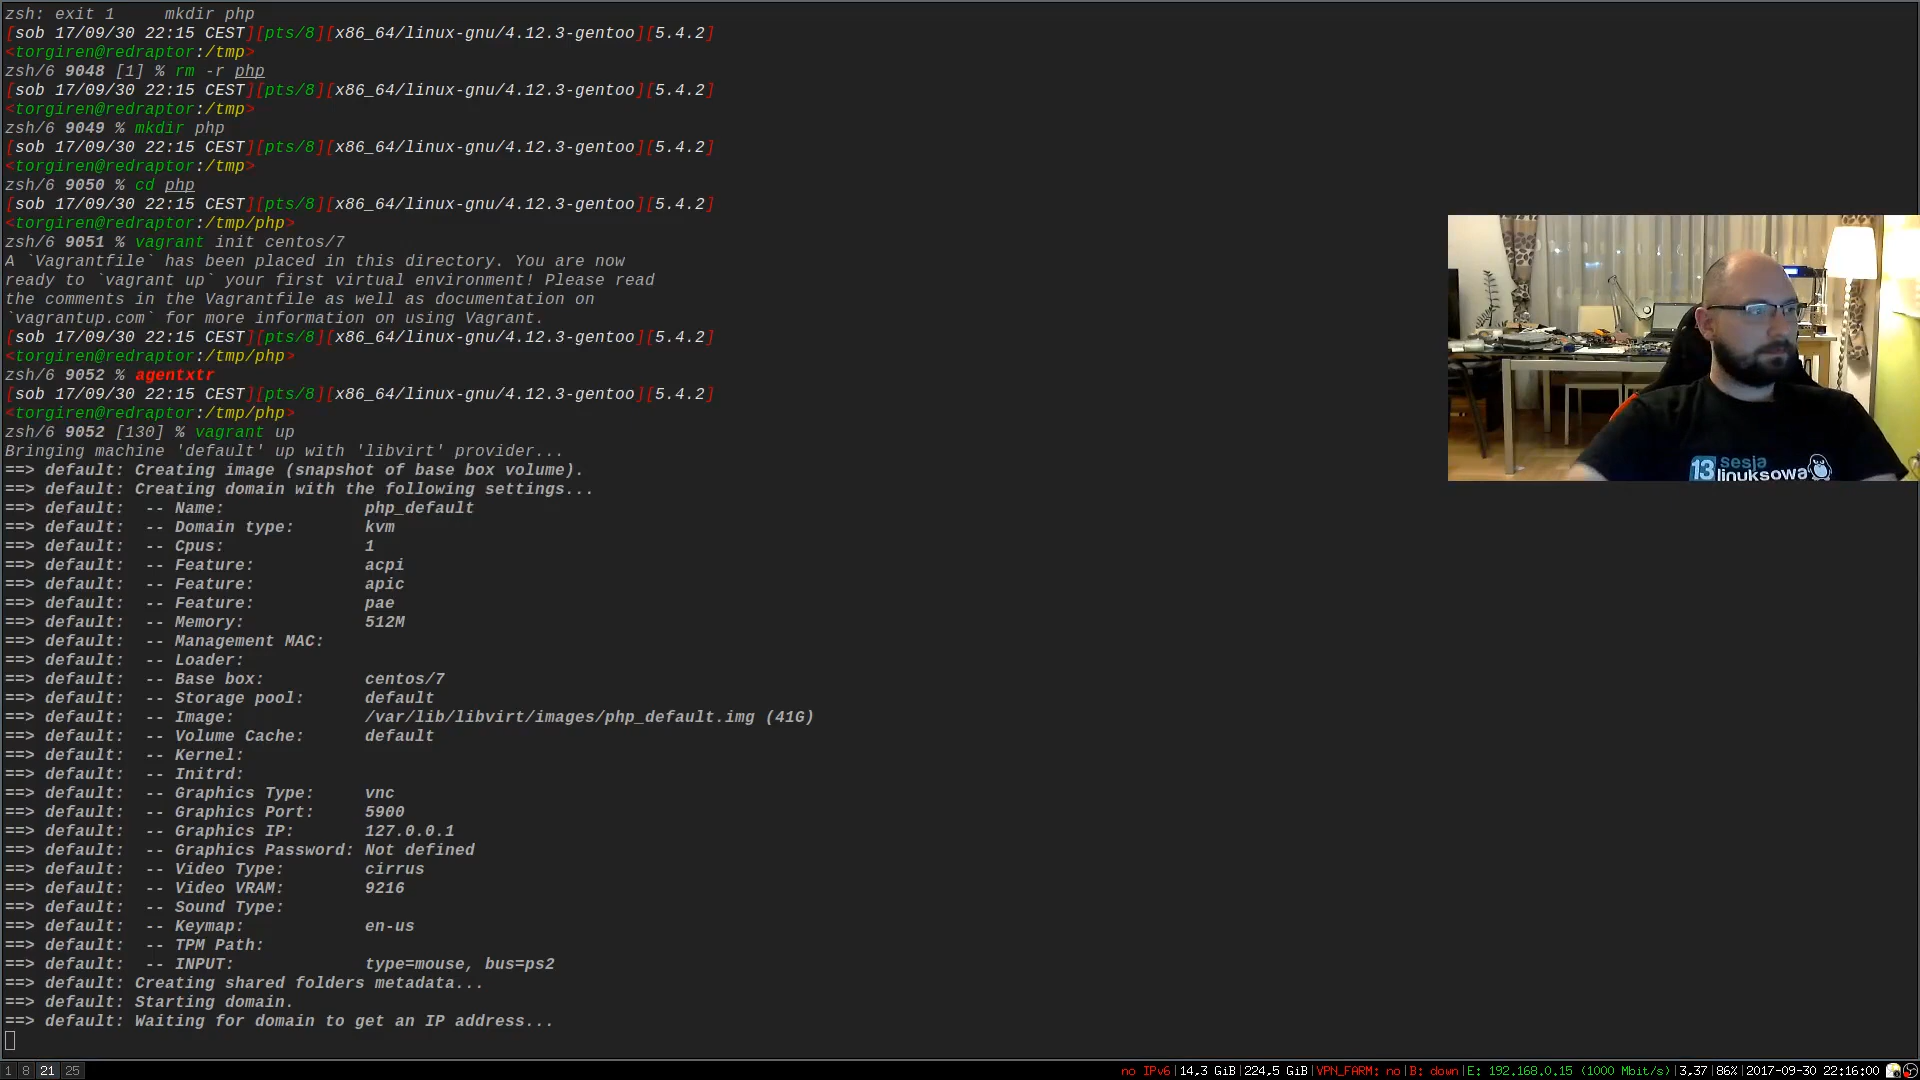 zsh: exit 1     mkdir php
[sob 17/09/30 22:15 CEST][pts/8][x86_64/linux-gnu/4.12.3-gentoo][5.4.2]
<torgiren@redraptor:/tmp>
zsh/6 9048 [1] % rm -r php
[sob 17/09/30 22:15 CEST][pts/8][x86_64/linux-gnu/4.12.3-gentoo][5.4.2]
<torgiren@redraptor:/tmp>
zsh/6 9049 % mkdir php
[sob 17/09/30 22:15 CEST][pts/8][x86_64/linux-gnu/4.12.3-gentoo][5.4.2]
<torgiren@redraptor:/tmp>
zsh/6 9050 % cd php
[sob 17/09/30 22:15 CEST][pts/8][x86_64/linux-gnu/4.12.3-gentoo][5.4.2]
<torgiren@redraptor:/tmp/php>
zsh/6 9051 % vagrant init centos/7
A `Vagrantfile` has been placed in this directory. You are now
ready to `vagrant up` your first virtual environment! Please read
the comments in the Vagrantfile as well as documentation on
`vagrantup.com` for more information on using Vagrant.
[sob 17/09/30 22:15 CEST][pts/8][x86_64/linux-gnu/4.12.3-gentoo][5.4.2]
<torgiren@redraptor:/tmp/php>
zsh/6 9052 % agentxtr
[sob 17/09/30 22:15 CEST][pts/8][x86_64/linux-gnu/4.12.3-gentoo][5.4.2]
<torgiren@redraptor:/tmp/php>
zsh/6 9052 [130] % vagrant up
Bringing machine 'default' up with 'libvirt' provider...
==> default: Creating image (snapshot of base box volume).
==> default: Creating domain with the following settings...
==> default:  -- Name:              php_default
==> default:  -- Domain type:       kvm
==> default:  -- Cpus:              1
==> default:  -- Feature:           acpi
==> default:  -- Feature:           apic
==> default:  -- Feature:           pae
==> default:  -- Memory:            512M
==> default:  -- Management MAC:
==> default:  -- Loader:
==> default:  -- Base box:          centos/7
==> default:  -- Storage pool:      default
==> default:  -- Image:             /var/lib/libvirt/images/php_default.img (41G)
==> default:  -- Volume Cache:      default
==> default:  -- Kernel:
==> default:  -- Initrd:
==> default:  -- Graphics Type:     vnc
==> default:  -- Graphics Port:     5900
==> default:  -- Graphics IP:       127.0.0.1
==> default:  -- Graphics Password: Not defined
==> default:  -- Video Type:        cirrus
==> default:  -- Video VRAM:        9216
==> default:  -- Sound Type:
==> default:  -- Keymap:            en-us
==> default:  -- TPM Path:
==> default:  -- INPUT:             type=mouse, bus=ps2
==> default: Creating shared folders metadata...
==> default: Starting domain.
==> default: Waiting for domain to get an IP address...
13 sesja
linuksowa
1 8 21 25
no IPv6|14,3 GiB|224,5 GiB|VPN_FARM: no|B: down|E: 192.168.0.15 (1000 Mbit/s)|3,37|86%|2017-09-30 22:16:00